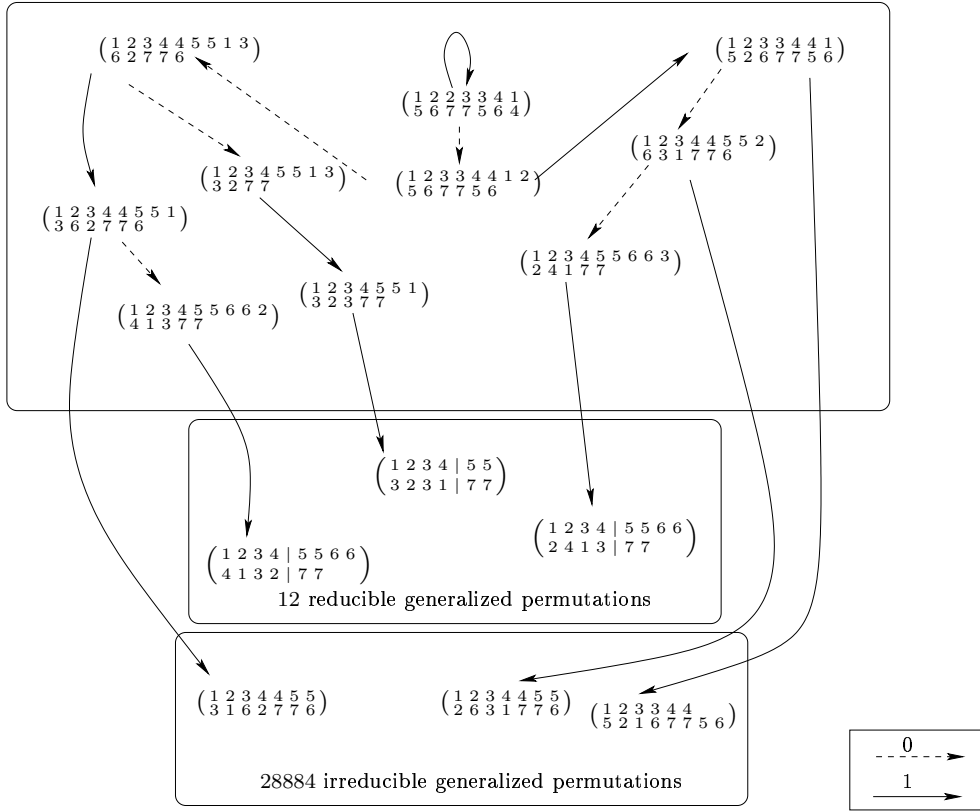 ( 1 2 3 4 4 5 5 1 3 )
( 6 2 7 7 6 )
( 1 2 2 3 3 4 1 )
( 5 6 7 7 5 6 4 )
( 1 2 3 3 4 4 1 )
( 5 2 6 7 7 5 6 )
( 1 2 3 4 4 5 5 2 )
( 6 3 1 7 7 6 )
( 1 2 3 4 5 5 1 3 )
( 3 2 7 7 )
( 1 2 3 3 4 4 1 2 )
( 5 6 7 7 5 6 )
( 1 2 3 4 4 5 5 1 )
( 3 6 2 7 7 6 )
( 1 2 3 4 5 5 6 6 3 )
( 2 4 1 7 7 )
( 1 2 3 4 5 5 1 )
( 3 2 3 7 7 )
( 1 2 3 4 5 5 6 6 2 )
( 4 1 3 7 7 )
( 1 2 3 4 | 5 5 )
( 3 2 3 1 | 7 7 )
( 1 2 3 4 | 5 5 6 6 )
( 2 4 1 3 | 7 7 )
( 1 2 3 4 | 5 5 6 6 )
( 4 1 3 2 | 7 7 )
12 reducible generalized permutations
( 1 2 3 4 4 5 5 )
( 3 1 6 2 7 7 6 )
( 1 2 3 4 4 5 5 )
( 2 6 3 1 7 7 6 )
( 1 2 3 3 4 4 )
( 5 2 1 6 7 7 5 6 )
28884 irreducible generalized permutations
0
1